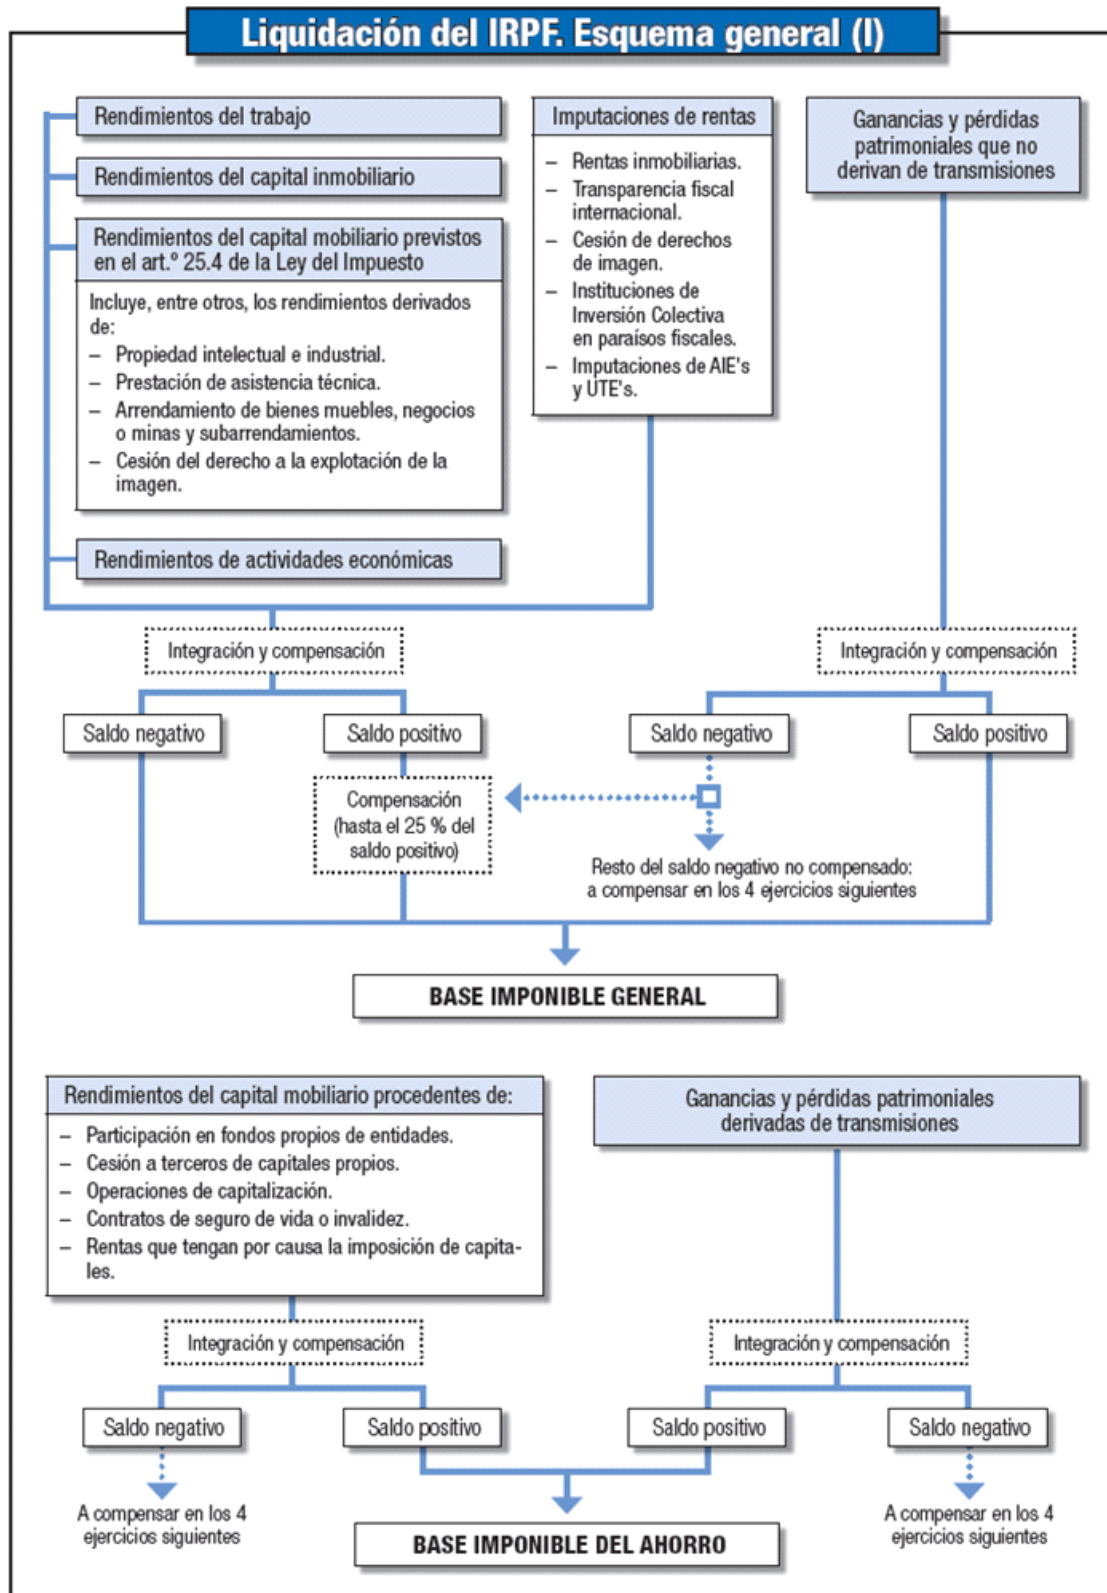 Liquidación del IRPF. Esquema general (I)
Rendimientos del trabajo
Rendimientos del capital inmobiliario
Rendimientos del capital mobiliario previstos
en el art.º 25.4 de la Ley del Impuesto
Incluye, entre otros, los rendimientos derivados
de:
– Propiedad intelectual e industrial.
– Prestación de asistencia técnica.
– Arrendamiento de bienes muebles, negocios
o minas y subarrendamientos.
– Cesión del derecho a la explotación de la
imagen.
Rendimientos de actividades económicas
Imputaciones de rentas
– Rentas inmobiliarias.
– Transparencia fiscal
internacional.
– Cesión de derechos
de imagen.
– Instituciones de
Inversión Colectiva
en paraísos fiscales.
– Imputaciones de AIE's
y UTE's.
Ganancias y pérdidas
patrimoniales que no
derivan de transmisiones
Integración y compensación
Integración y compensación
Saldo negativo
Saldo positivo
Saldo negativo
Saldo positivo
Compensación
(hasta el 25 % del
saldo positivo)
Resto del saldo negativo no compensado:
a compensar en los 4 ejercicios siguientes
BASE IMPONIBLE GENERAL
Rendimientos del capital mobiliario procedentes de:
– Participación en fondos propios de entidades.
– Cesión a terceros de capitales propios.
– Operaciones de capitalización.
– Contratos de seguro de vida o invalidez.
– Rentas que tengan por causa la imposición de capita-
les.
Ganancias y pérdidas patrimoniales
derivadas de transmisiones
Integración y compensación
Integración y compensación
Saldo negativo
Saldo positivo
Saldo positivo
Saldo negativo
A compensar en los 4
ejercicios siguientes
A compensar en los 4
ejercicios siguientes
BASE IMPONIBLE DEL AHORRO